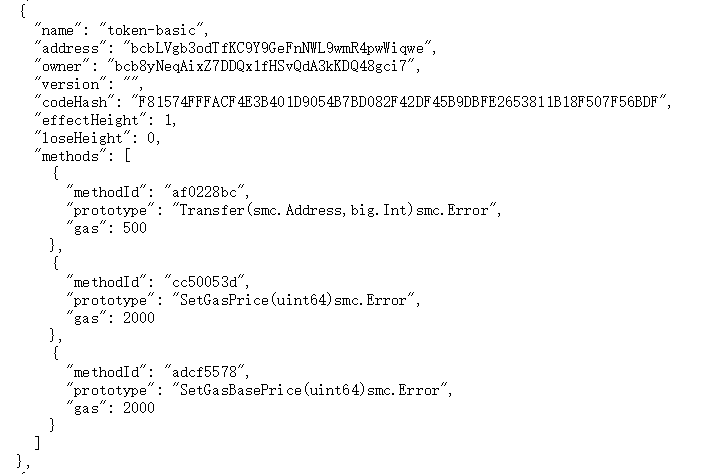 {
"name": "token-basic",
"address": "bcbLVgb3odTfKC9Y9GeFnNWL9wmR4pwWiqwe",
"owner": "bcb8yNeqAixZ7DDQx1fHSvQdA3kKDQ48gci7",
"version": "",
"codeHash": "F81574FFFACF4E3B401D9054B7BD082F42DF45B9DBFE2653811B18F507F56BDF",
"effectHeight": 1,
"loseHeight": 0,
"methods": [
{
"methodId": "af0228bc",
"prototype": "Transfer(smc.Address,big.Int)smc.Error",
"gas": 500
},
{
"methodId": "cc50053d",
"prototype": "SetGasPrice(uint64)smc.Error",
"gas": 2000
},
{
"methodId": "adcf5578",
"prototype": "SetGasBasePrice(uint64)smc.Error",
"gas": 2000
}
]
},